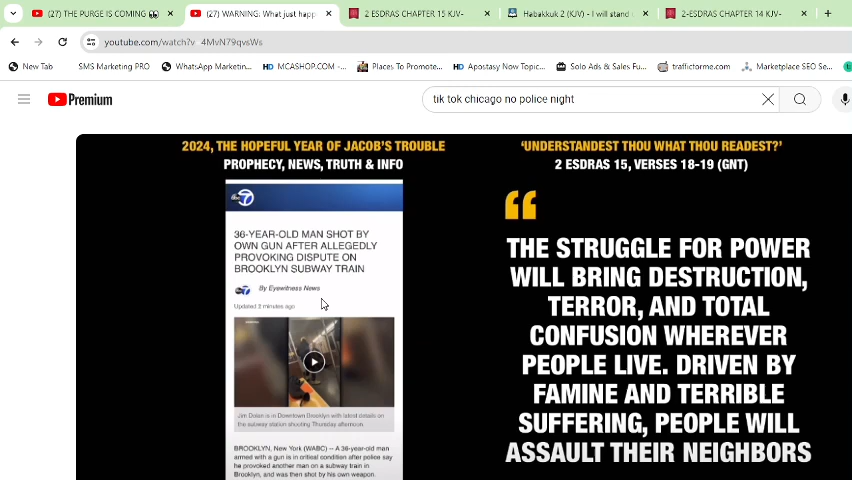 (27) THE PURGE IS COMING 👀
(27) WARNING: What just happ
2 ESDRAS CHAPTER 15 KJV-
Habakkuk 2 (KJV) - I will stand
2-ESDRAS CHAPTER 14 KJV-
youtube.com/watch?v_4MvN79qvsWs
New Tab
SMS Marketing PRO
WhatsApp Marketin...
HD MCASHOP.COM -...
Places To Promote...
HD Apostasy Now Topic...
Solo Ads & Sales Fu...
traffictorme.com
Marketplace SEO Se...
Premium
tik tok chicago no police night
2024, THE HOPEFUL YEAR OF JACOB'S TROUBLE
PROPHECY, NEWS, TRUTH & INFO
abc 7
36-YEAR-OLD MAN SHOT BY
OWN GUN AFTER ALLEGEDLY
PROVOKING DISPUTE ON
BROOKLYN SUBWAY TRAIN
abc 7 By Eyewitness News
Updated 2 minutes ago
Jim Dolan is in Downtown Brooklyn with latest details on
the subway station shooting Thursday afternoon.
BROOKLYN, New York (WABC) -- A 36-year-old man
armed with a gun is in critical condition after police say
he provoked another man on a subway train in
Brooklyn, and was then shot by his own weapon.
'UNDERSTANDEST THOU WHAT THOU READEST?'
2 ESDRAS 15, VERSES 18-19 (GNT)
“
THE STRUGGLE FOR POWER
WILL BRING DESTRUCTION,
TERROR, AND TOTAL
CONFUSION WHEREVER
PEOPLE LIVE. DRIVEN BY
FAMINE AND TERRIBLE
SUFFERING, PEOPLE WILL
ASSAULT THEIR NEIGHBORS